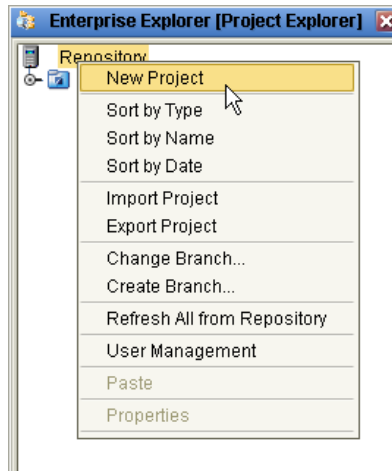 Enterprise Explorer [Project Explorer]
Repository
New Project
Sort by Type
Sort by Name
Sort by Date
Import Project
Export Project
Change Branch...
Create Branch...
Refresh All from Repository
User Management
Paste
Properties